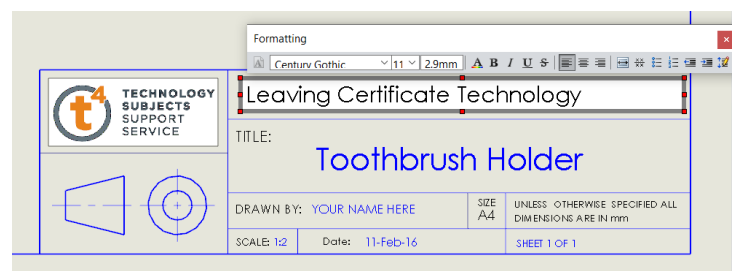 Formatting
Century Gothic 11 2.9mm A B I U S
t4 TECHNOLOGY
SUBJECTS
SUPPORT
SERVICE
Leaving Certificate Technology
TITLE:
Toothbrush Holder
DRAWN BY: YOUR NAME HERE
SIZE
A4
UNLESS OTHERWISE SPECIFIED ALL
DIMENSIONS ARE IN mm
SCALE: 1:2 Date: 11-Feb-16 SHEET 1 OF 1